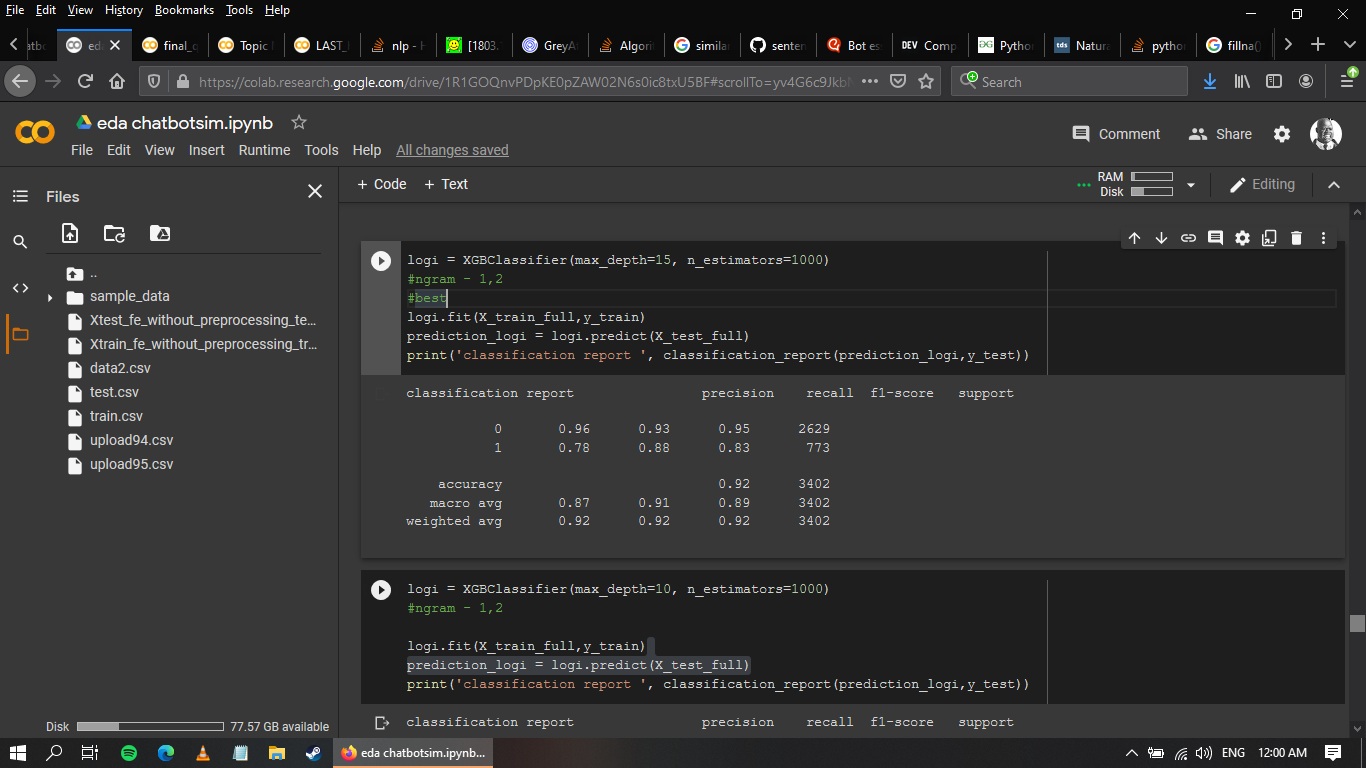 File Edit View History Bookmarks Tools Help
eda
final_q
Topic
LAST_
nlp - H
[1803.
GreyA
Algori
similar
senten
Bot es
DEV Comp
Python
tds Natura
python
fillna()
https://colab.research.google.com/drive/1R1GOQnvPDpKE0pZAW02N6s0ic8txU5BF#scrollTo=yv4G6c9Jkb
Search
eda chatbotsim.ipynb
Comment Share
File Edit View Insert Runtime Tools Help All changes saved
Files
+ Code + Text
RAM
Disk
Editing
..
sample_data
Xtest_fe_without_preprocessing_te...
Xtrain_fe_without_preprocessing_tr...
data2.csv
test.csv
train.csv
upload94.csv
upload95.csv
Disk 77.57 GB available
logi = XGBClassifier(max_depth=15, n_estimators=1000)
#ngram - 1,2
#best
logi.fit(X_train_full,y_train)
prediction_logi = logi.predict(X_test_full)
print('classification report ', classification_report(prediction_logi,y_test))
classification report precision recall f1-score support
0 0.96 0.93 0.95 2629
1 0.78 0.88 0.83 773
accuracy 0.92 3402
macro avg 0.87 0.91 0.89 3402
weighted avg 0.92 0.92 0.92 3402
logi = XGBClassifier(max_depth=10, n_estimators=1000)
#ngram - 1,2
logi.fit(X_train_full,y_train)
prediction_logi = logi.predict(X_test_full)
print('classification report ', classification_report(prediction_logi,y_test))
classification report precision recall f1-score support
eda chatbotsim.ipynb...
ENG 12:00 AM